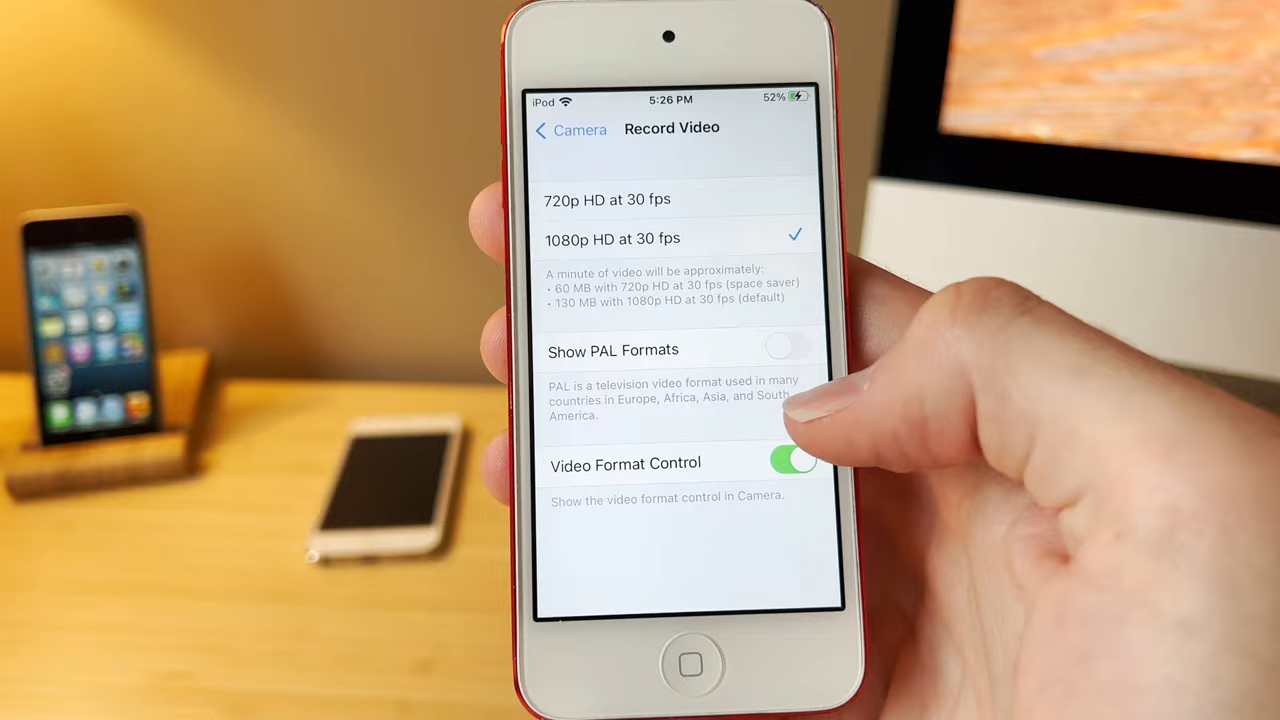 iPod 5:26 PM 52%
Camera Record Video
720p HD at 30 fps
1080p HD at 30 fps
A minute of video will be approximately:
• 60 MB with 720p HD at 30 fps (space saver)
• 130 MB with 1080p HD at 30 fps (default)
Show PAL Formats
PAL is a television video format used in many
countries in Europe, Africa, Asia, and South
America.
Video Format Control
Show the video format control in Camera.